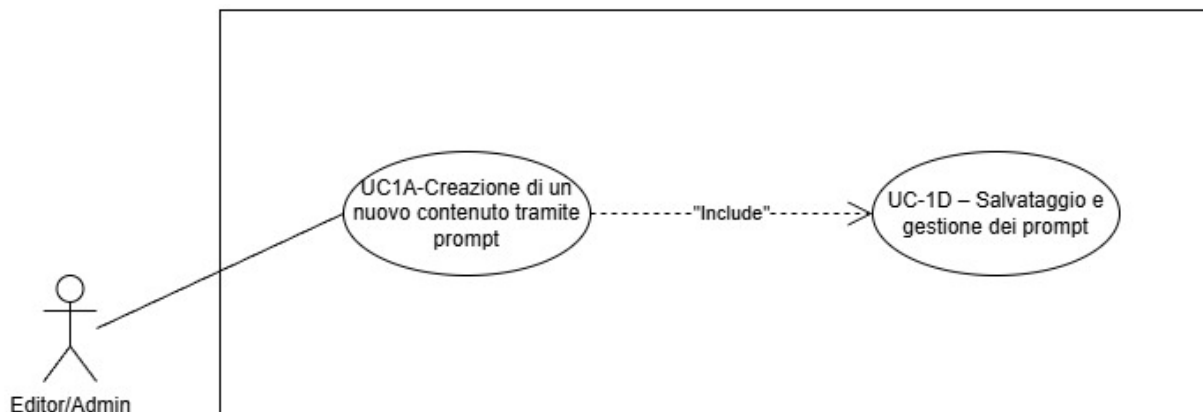 UC1A-Creazione di un
nuovo contenuto tramite
prompt
"Include"
UC-1D – Salvataggio e
gestione dei prompt
Editor/Admin